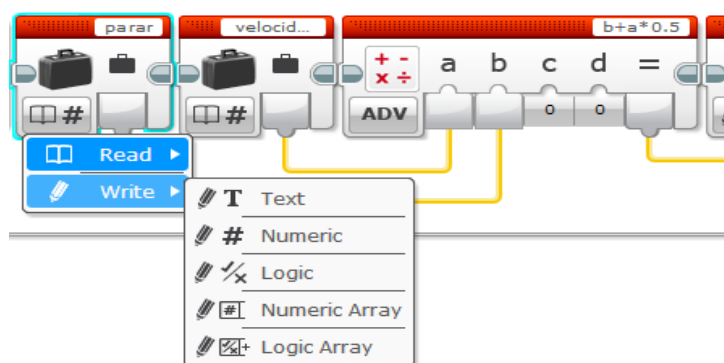 parar velocid... b+a*0.5
a b c d =
# # ADV 0 0
Read
Write
T Text
# Numeric
Logic
# Numeric Array
Logic Array